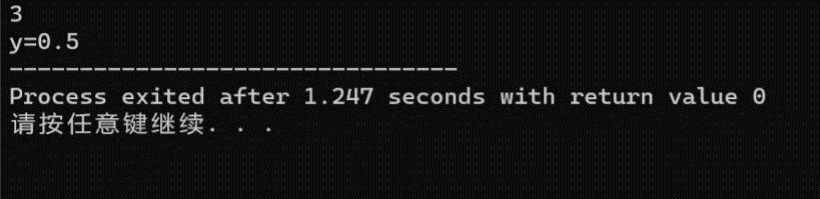 3
y=0.5
--------------------------------
Process exited after 1.247 seconds with return value 0
请按任意键继续. . .